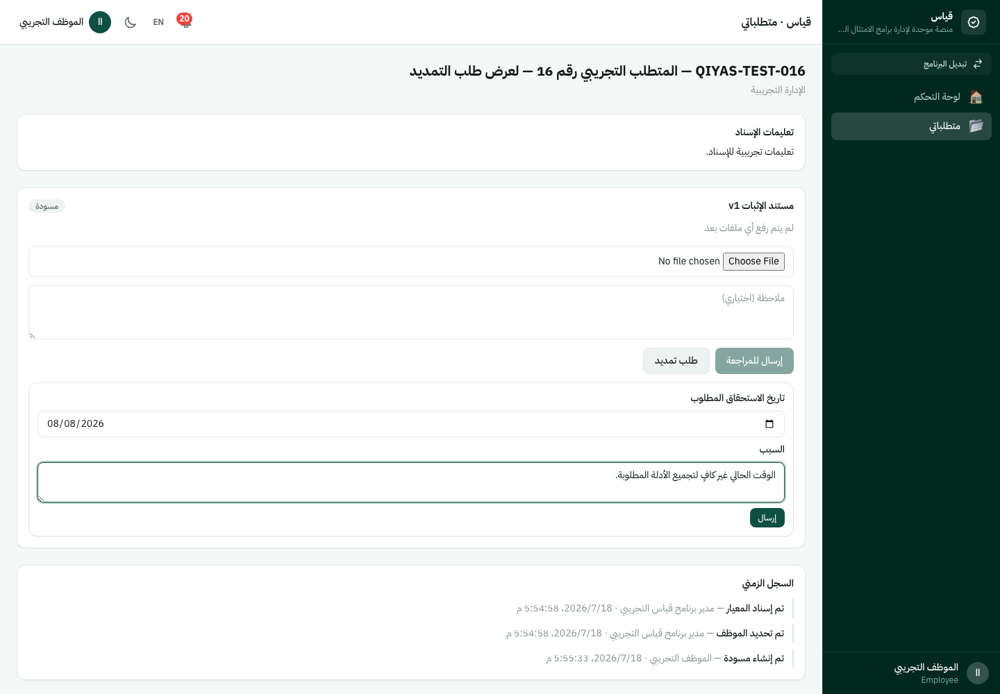 قياس
منصة موحدة لإدارة برامج الامتثال الـ...
تبديل البرنامج
لوحة التحكم
متطلباتي
الموظف التجريبي
Employee
قياس · متطلباتي
20
EN
اا
الموظف التجريبي
QIYAS-TEST-016 — المتطلب التجريبي رقم 16 — لعرض طلب التمديد
الإدارة التجريبية
تعليمات الإسناد
تعليمات تجريبية للإسناد.
مستند الإثبات v1
مسودة
لم يتم رفع أي ملفات بعد
Choose File No file chosen
ملاحظة (اختياري)
إرسال للمراجعة
طلب تمديد
تاريخ الاستحقاق المطلوب
08/08/2026
السبب
الوقت الحالي غير كافٍ لتجميع الأدلة المطلوبة.
إرسال
السجل الزمني
تم إسناد المعيار — مدير برنامج قياس التجريبي · 2026/7/18، 5:54:58 م
تم تحديد الموظف — مدير برنامج قياس التجريبي · 2026/7/18، 5:54:58 م
تم إنشاء مسودة — الموظف التجريبي · 2026/7/18، 5:55:33 م
اا